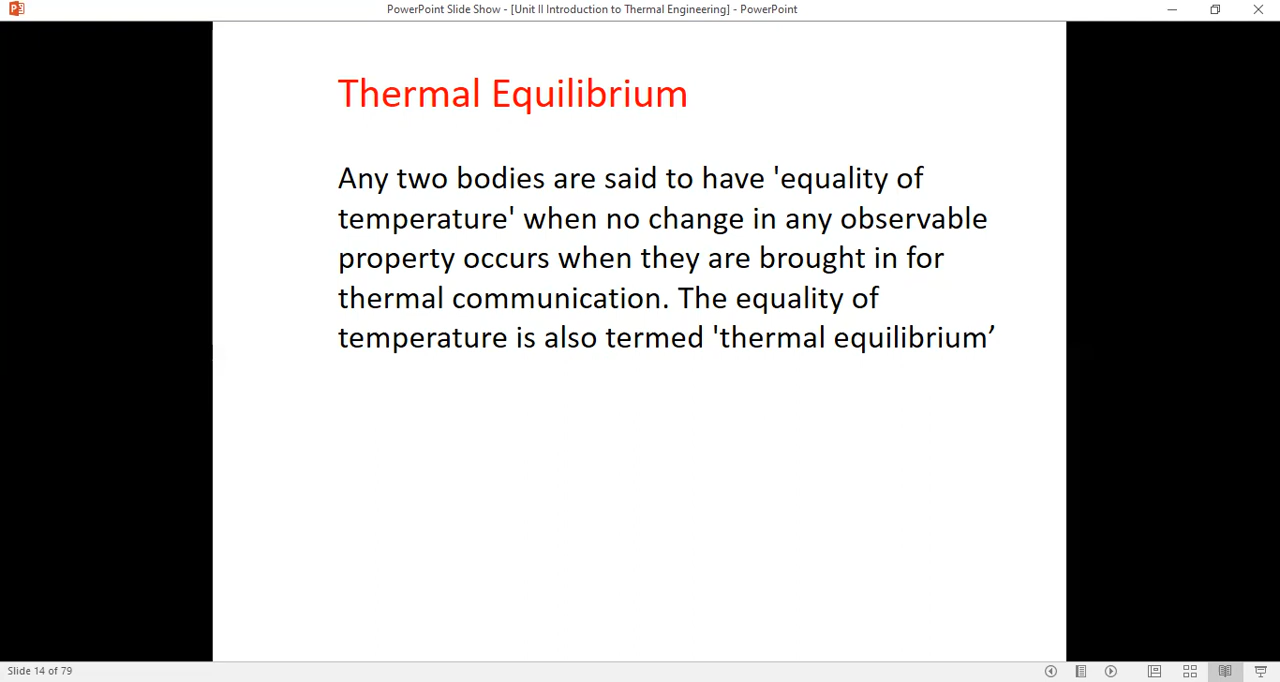 PowerPoint Slide Show - [Unit II Introduction to Thermal Engineering] - PowerPoint
Thermal Equilibrium
Any two bodies are said to have 'equality of
temperature' when no change in any observable
property occurs when they are brought in for
thermal communication. The equality of
temperature is also termed 'thermal equilibrium’
Slide 14 of 79